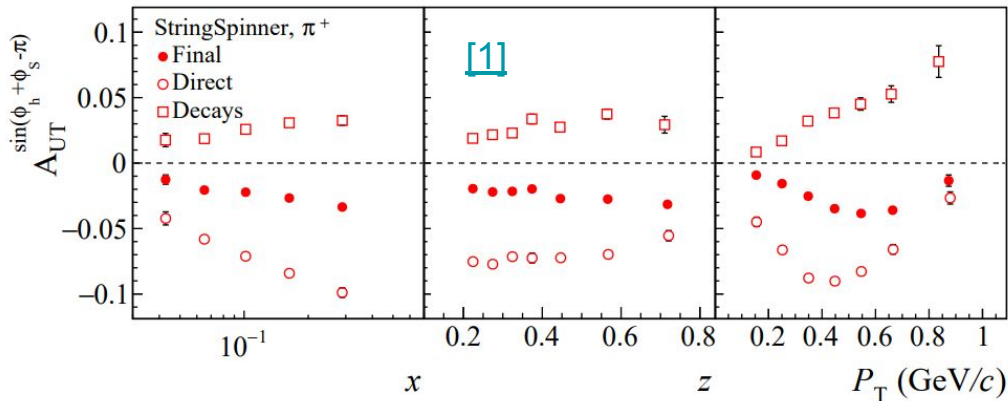 A_UT^sin(ϕ_h+ϕ_S-π)
0.1
0.05
0
−0.05
−0.1
StringSpinner, π⁺
Final
Direct
Decays
[1]
10⁻¹
0.2 0.4 0.6 0.8
0.2 0.4 0.6 0.8 1
x
z
P_T (GeV/c)